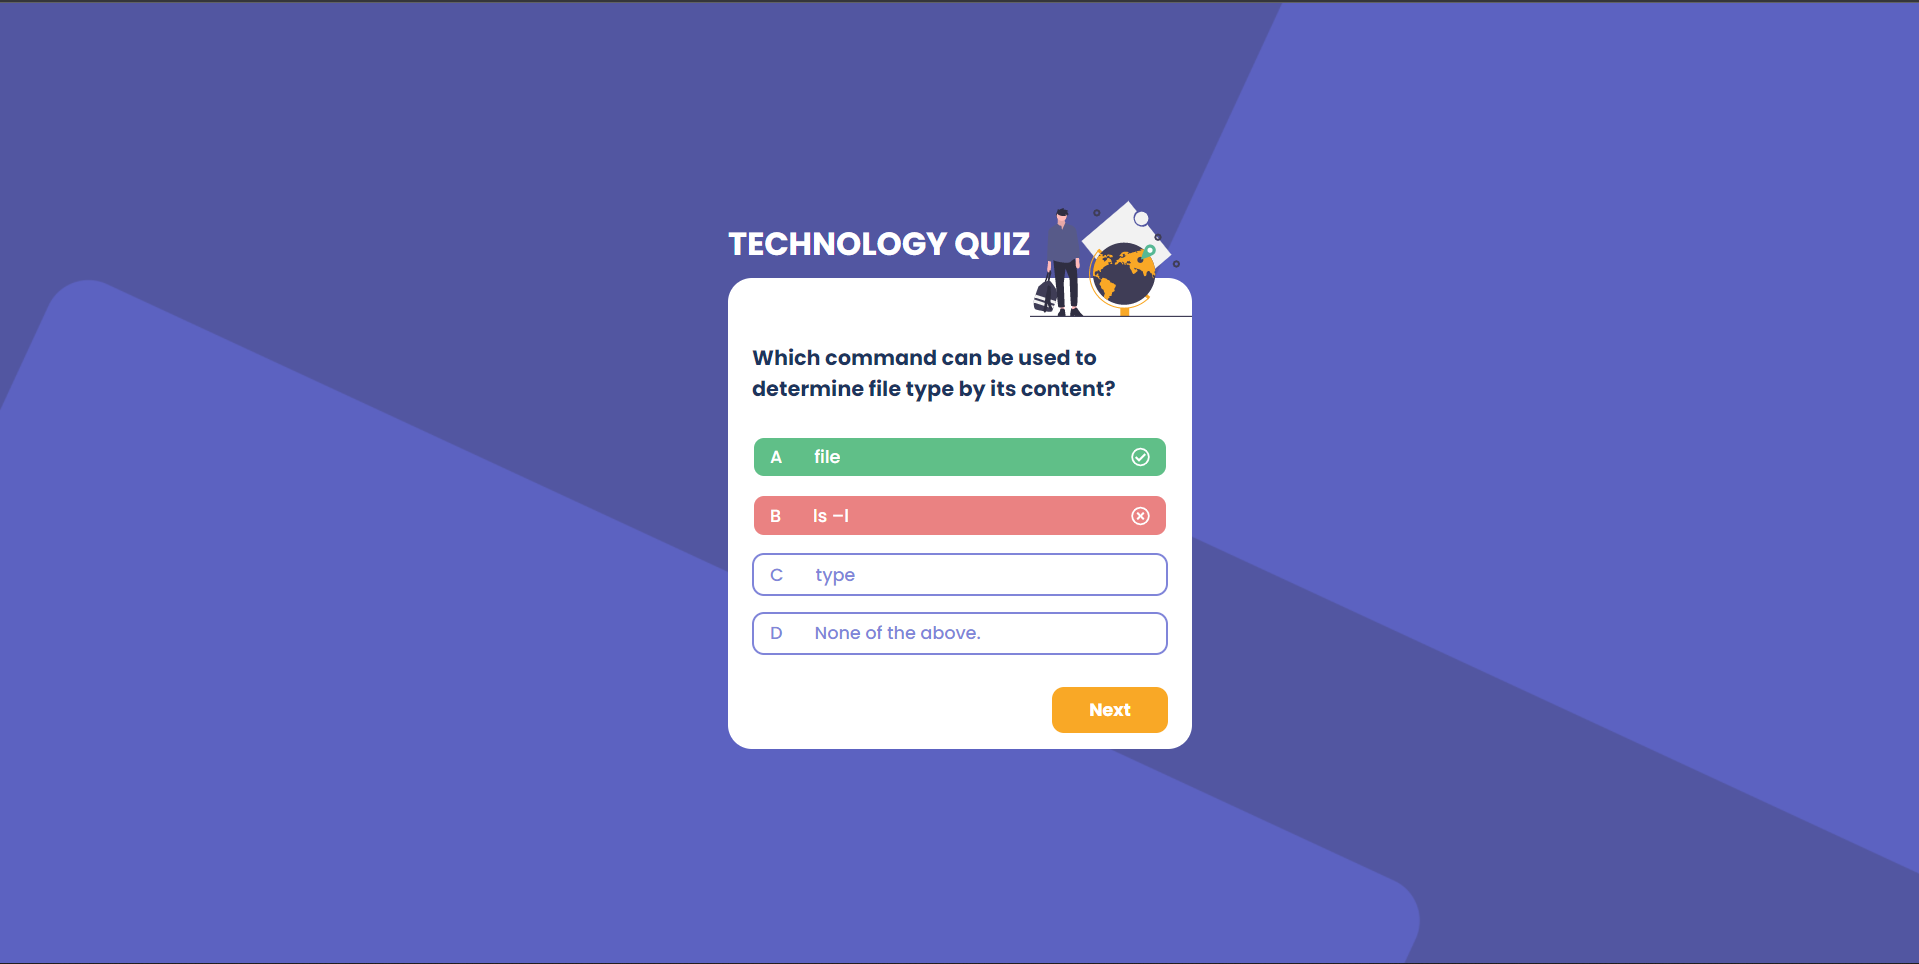 TECHNOLOGY QUIZ
Which command can be used to
determine file type by its content?
A file
B ls –l
C type
D None of the above.
Next